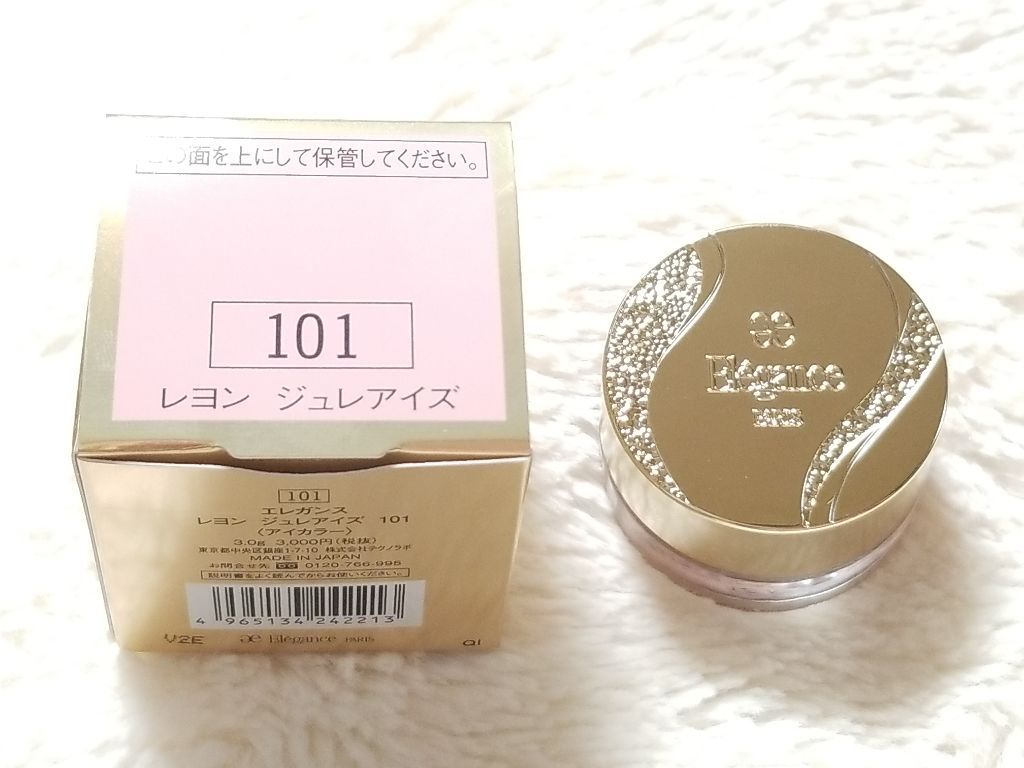 この面を上にして保管してください。
101
レヨン ジュレアイズ
101
エレガンス
レヨン ジュレアイズ 101
〈アイカラー〉
3.0g 3,000円(税抜)
東京都中央区銀座1-7-10 株式会社テクノラボ
MADE IN JAPAN
お問合せ先 0120-766-995
説明書をよく読んでからお使いください。
4 965134 242213
V2E
æ Elégance PARIS
QI
æ
Elégance
PARIS